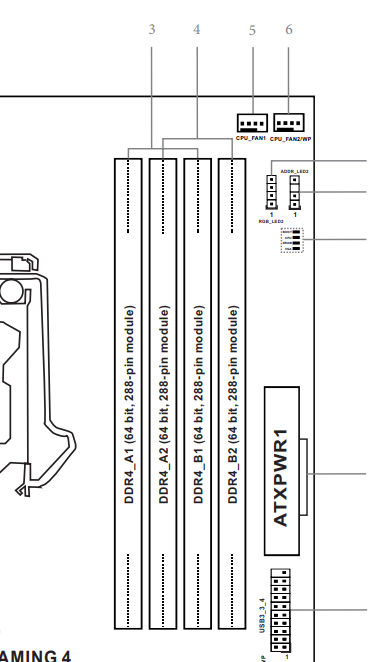 3
4
5
6
CPU_FAN1
CPU_FAN2/WP
ADDR_LED2
1
1
RGB_LED2
DDR4_A1 (64 bit, 288-pin module)
DDR4_A2 (64 bit, 288-pin module)
DDR4_B1 (64 bit, 288-pin module)
DDR4_B2 (64 bit, 288-pin module)
ATXPWR1
USB3_3_4
1
AMING 4